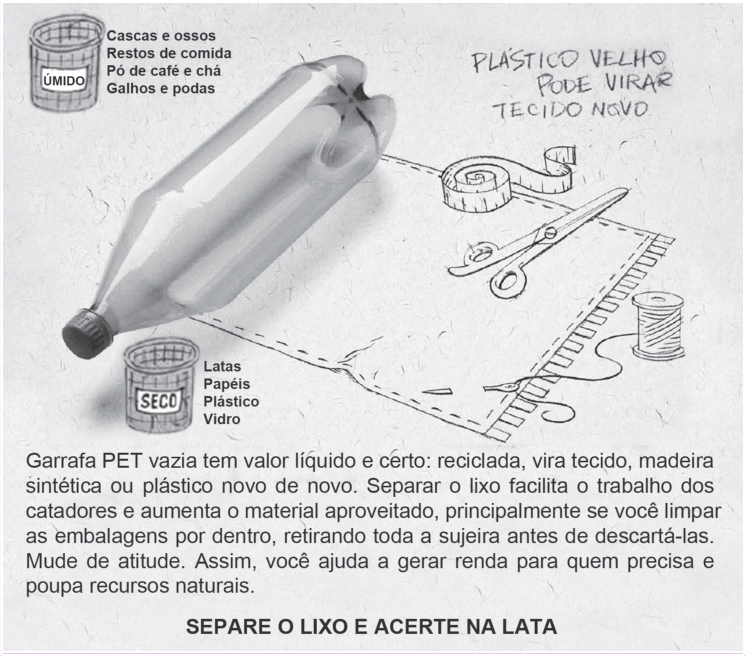 ÚMIDO
Cascas e ossos
Restos de comida
Pó de café e chá
Galhos e podas
PLÁSTICO VELHO
PODE VIRAR
TECIDO NOVO
SECO
Latas
Papéis
Plástico
Vidro
Garrafa PET vazia tem valor líquido e certo: reciclada, vira tecido, madeira
sintética ou plástico novo de novo. Separar o lixo facilita o trabalho dos
catadores e aumenta o material aproveitado, principalmente se você limpar
as embalagens por dentro, retirando toda a sujeira antes de descartá-las.
Mude de atitude. Assim, você ajuda a gerar renda para quem precisa e
poupa recursos naturais.
SEPARE O LIXO E ACERTE NA LATA